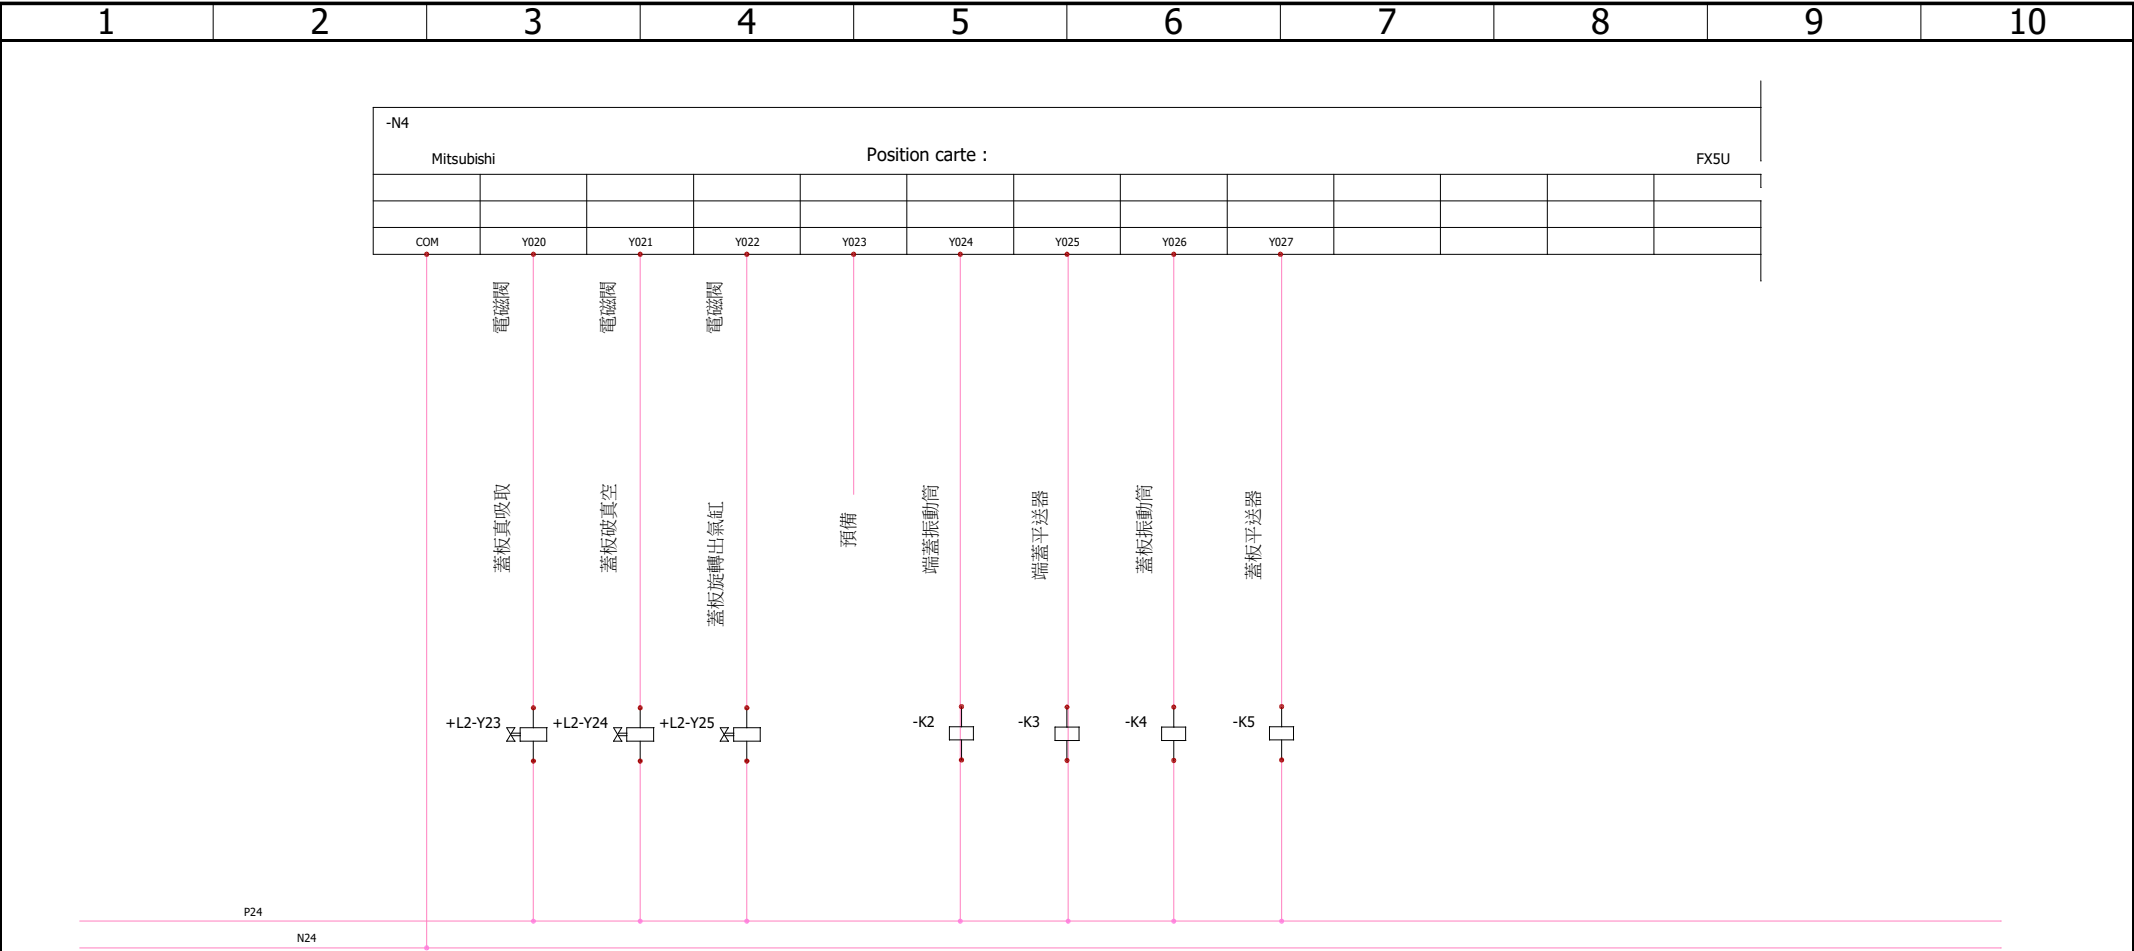 1 2 3 4 5 6 7 8 9 10
-N4
Mitsubishi Position carte : FX5U
COM Y020 Y021 Y022 Y023 Y024 Y025 Y026 Y027
電磁閥 電磁閥 電磁閥
蓋板真吸取 蓋板破真空 蓋板旋轉出氣缸 預備 端蓋振動筒 端蓋平送器 蓋板振動筒 蓋板平送器
+L2-Y23 +L2-Y24 +L2-Y25 -K2 -K3 -K4 -K5
P24
N24